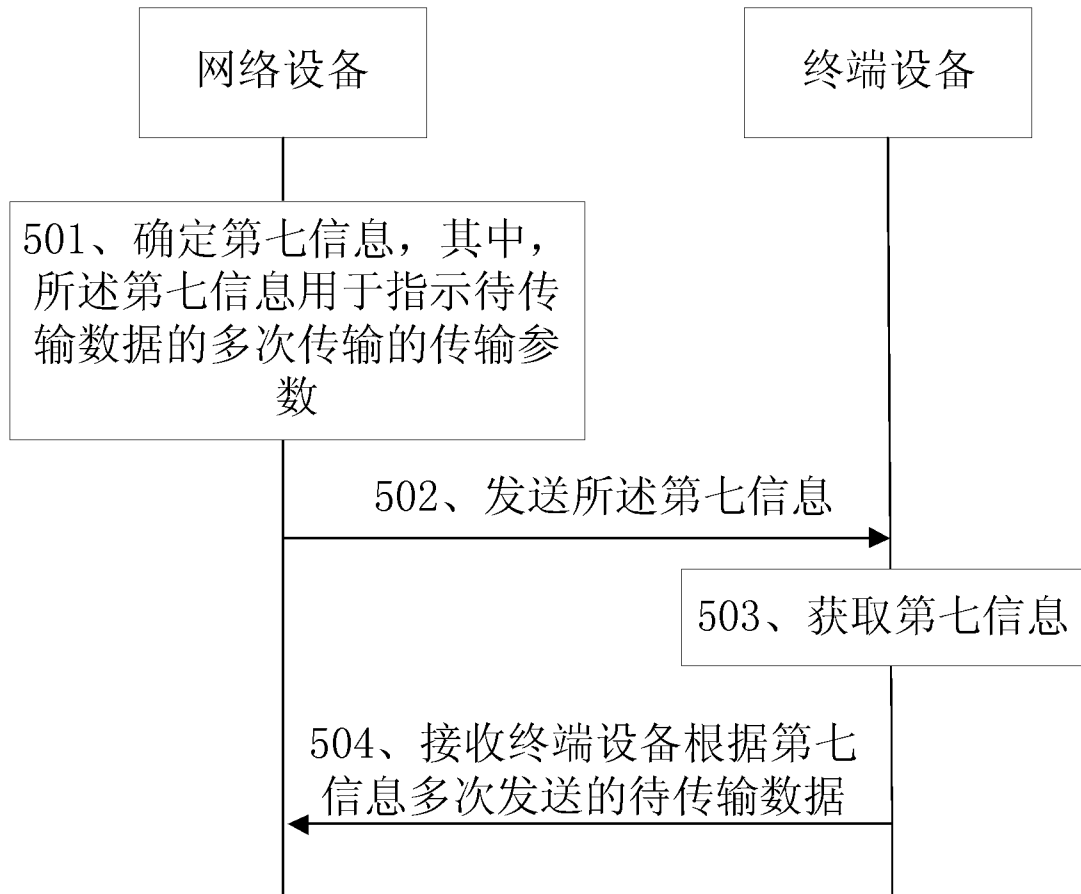 网络设备
终端设备
501、确定第七信息，其中，
所述第七信息用于指示待传
输数据的多次传输的传输参
数
502、发送所述第七信息
503、获取第七信息
504、接收终端设备根据第七
信息多次发送的待传输数据